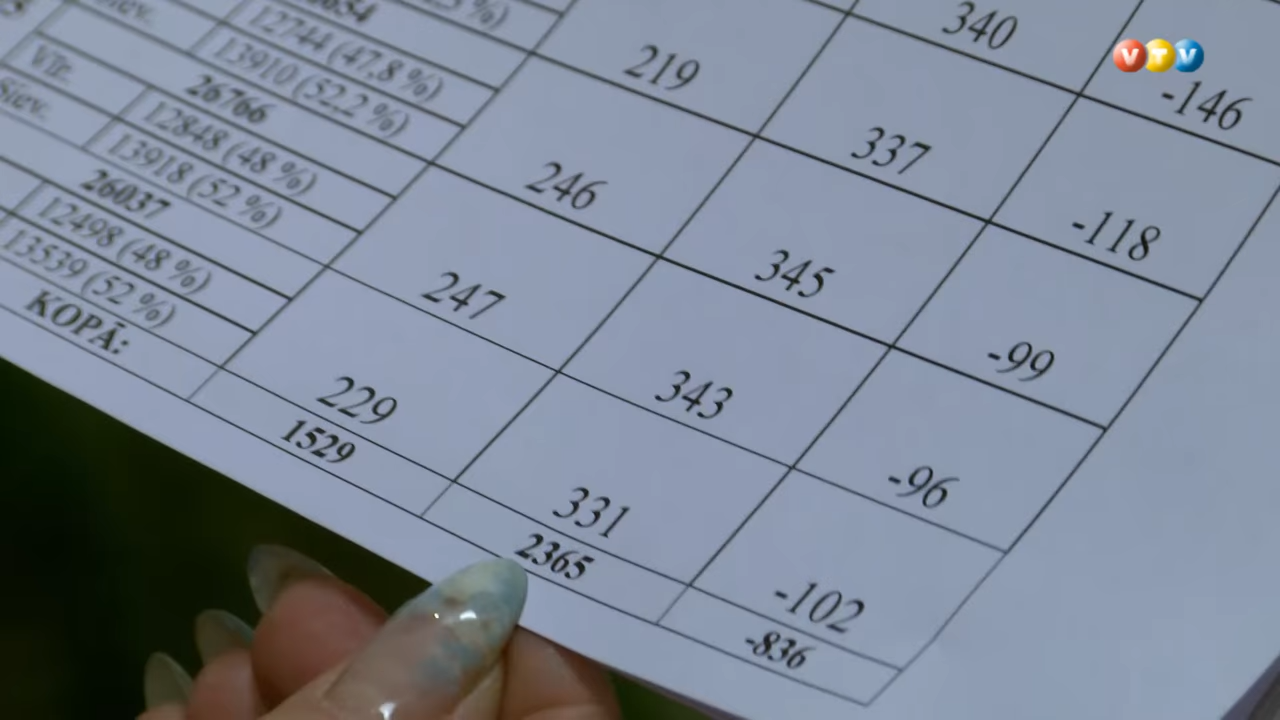 VTV
340 -146
12744 (47,8 %) 219 337 -118
13910 (52,2 %)
26766 246 345 -99
Vīr. 12848 (48 %)
Siev. 13918 (52 %)
26037 247 343 -96
12498 (48 %)
13539 (52 %) 229 331 -102
KOPĀ: 1529 2365 -836